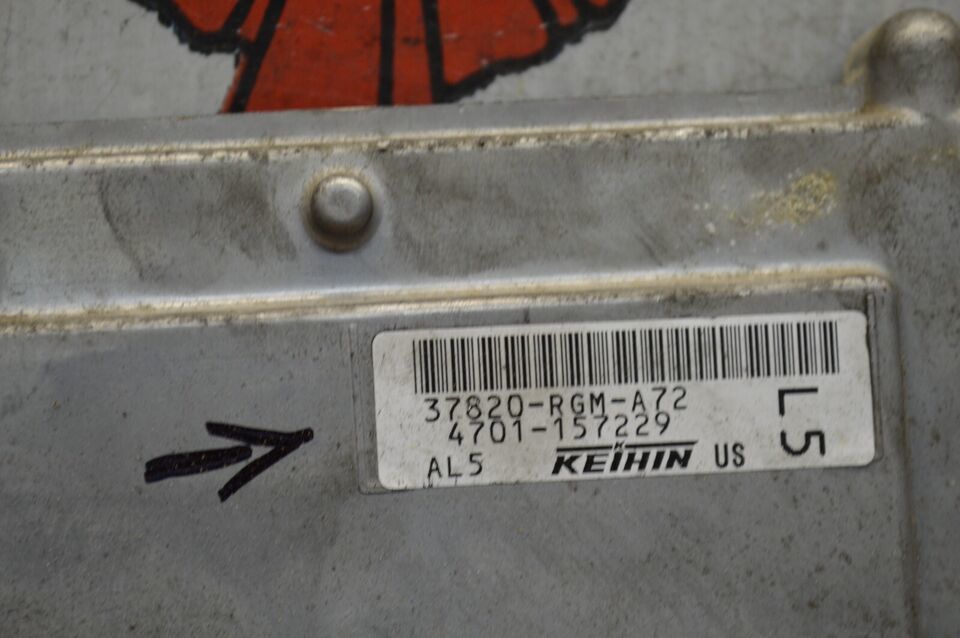 37820-RGM-A72
4701-157229
AL5 KEIHIN US
L5